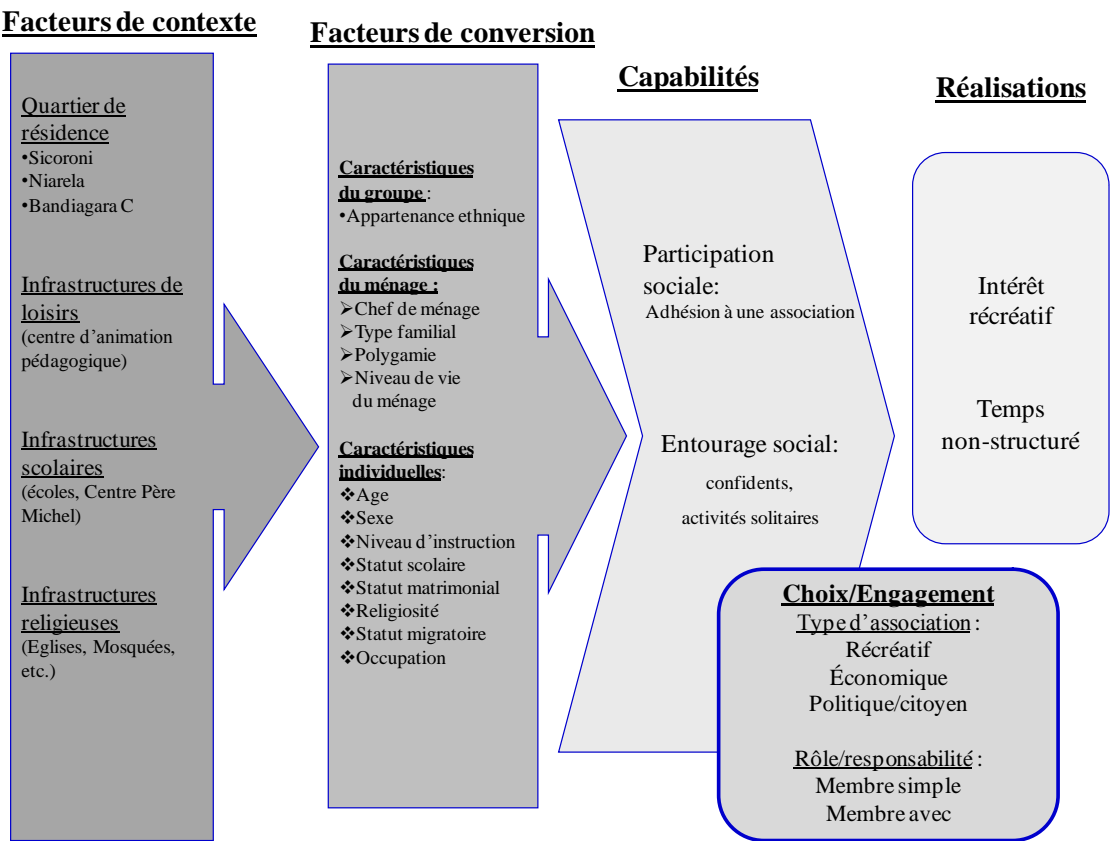 Facteurs de contexte
Quartier de
résidence
•Sicoroni
•Niarela
•Bandiagara C
Infrastructures de
loisirs
(centre d’animation
pédagogique)
Infrastructures
scolaires
(écoles, Centre Père
Michel)
Infrastructures
religieuses
(Eglises, Mosquées,
etc.)
Facteurs de conversion
Caractéristiques
du groupe :
•Appartenance ethnique
Caractéristiques
du ménage :
➢Chef de ménage
➢Type familial
➢Polygamie
➢Niveau de vie
du ménage
Caractéristiques
individuelles:
❖Age
❖Sexe
❖Niveau d’instruction
❖Statut scolaire
❖Statut matrimonial
❖Religiosité
❖Statut migratoire
❖Occupation
Capabilités
Participation
sociale:
Adhésion à une association
Entourage social:
confidents,
activités solitaires
Réalisations
Intérêt
récréatif
Temps
non-structuré
Choix/Engagement
Type d’association :
Récréatif
Économique
Politique/citoyen
Rôle/responsabilité :
Membre simple
Membre avec